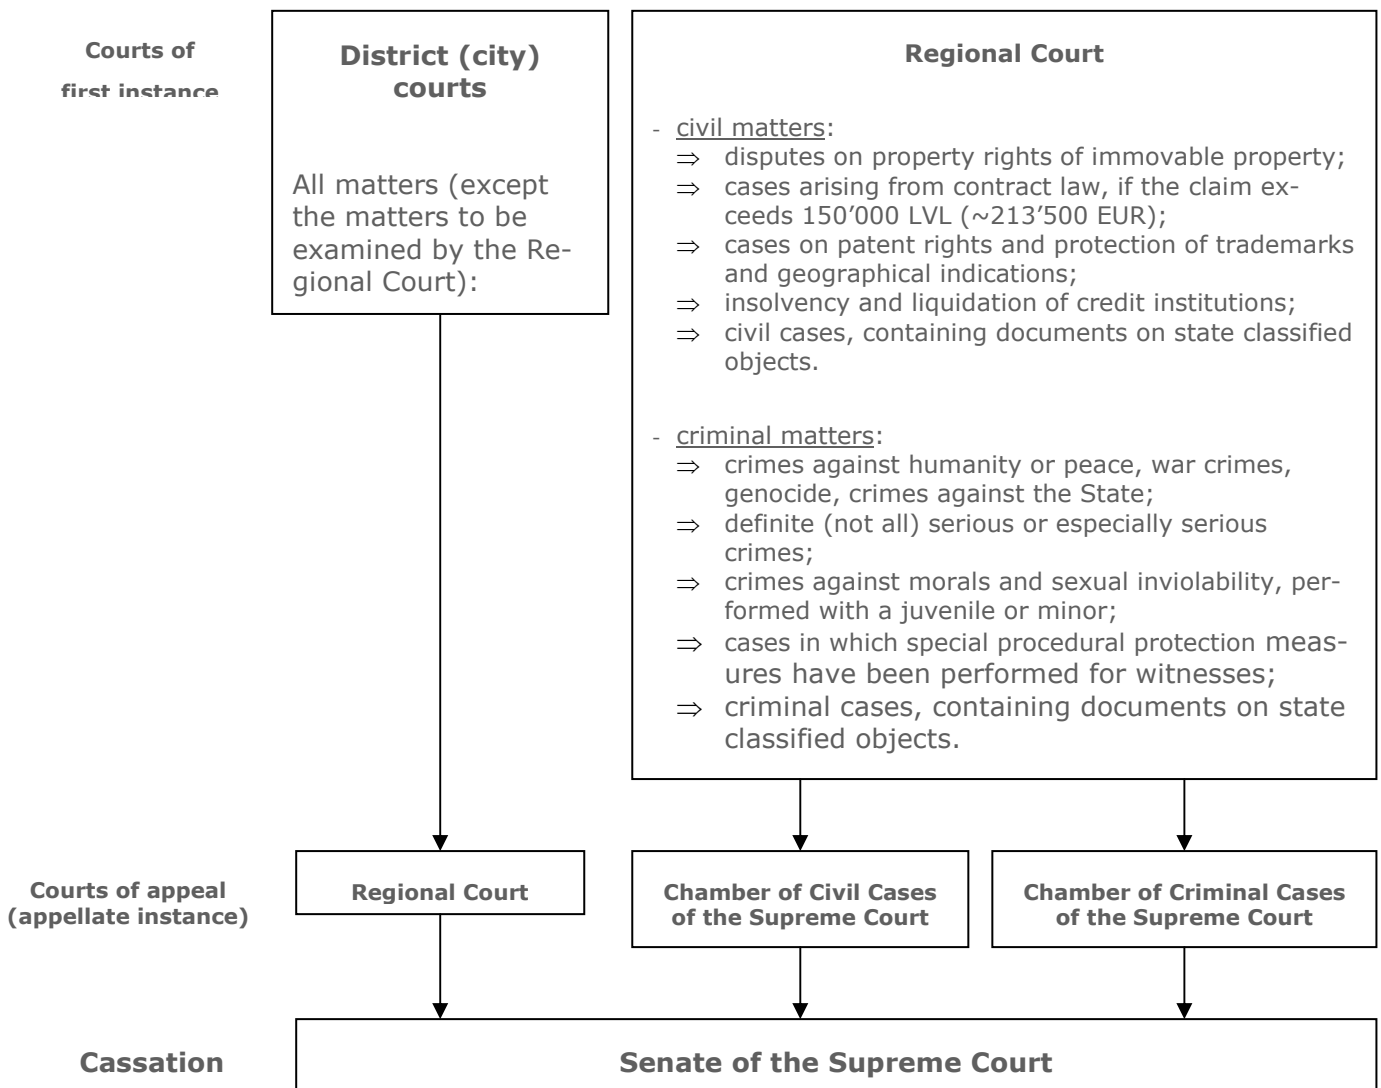 Courts of
first instance
District (city)
courts
All matters (except
the matters to be
examined by the Re-
gional Court):
Regional Court
- civil matters:
⇒ disputes on property rights of immovable property;
⇒ cases arising from contract law, if the claim ex-
ceeds 150’000 LVL (~213’500 EUR);
⇒ cases on patent rights and protection of trademarks
and geographical indications;
⇒ insolvency and liquidation of credit institutions;
⇒ civil cases, containing documents on state classified
objects.
- criminal matters:
⇒ crimes against humanity or peace, war crimes,
genocide, crimes against the State;
⇒ definite (not all) serious or especially serious
crimes;
⇒ crimes against morals and sexual inviolability, per-
formed with a juvenile or minor;
⇒ cases in which special procedural protection meas-
ures have been performed for witnesses;
⇒ criminal cases, containing documents on state
classified objects.
Courts of appeal
(appellate instance)
Regional Court
Chamber of Civil Cases
of the Supreme Court
Chamber of Criminal Cases
of the Supreme Court
Cassation
Senate of the Supreme Court